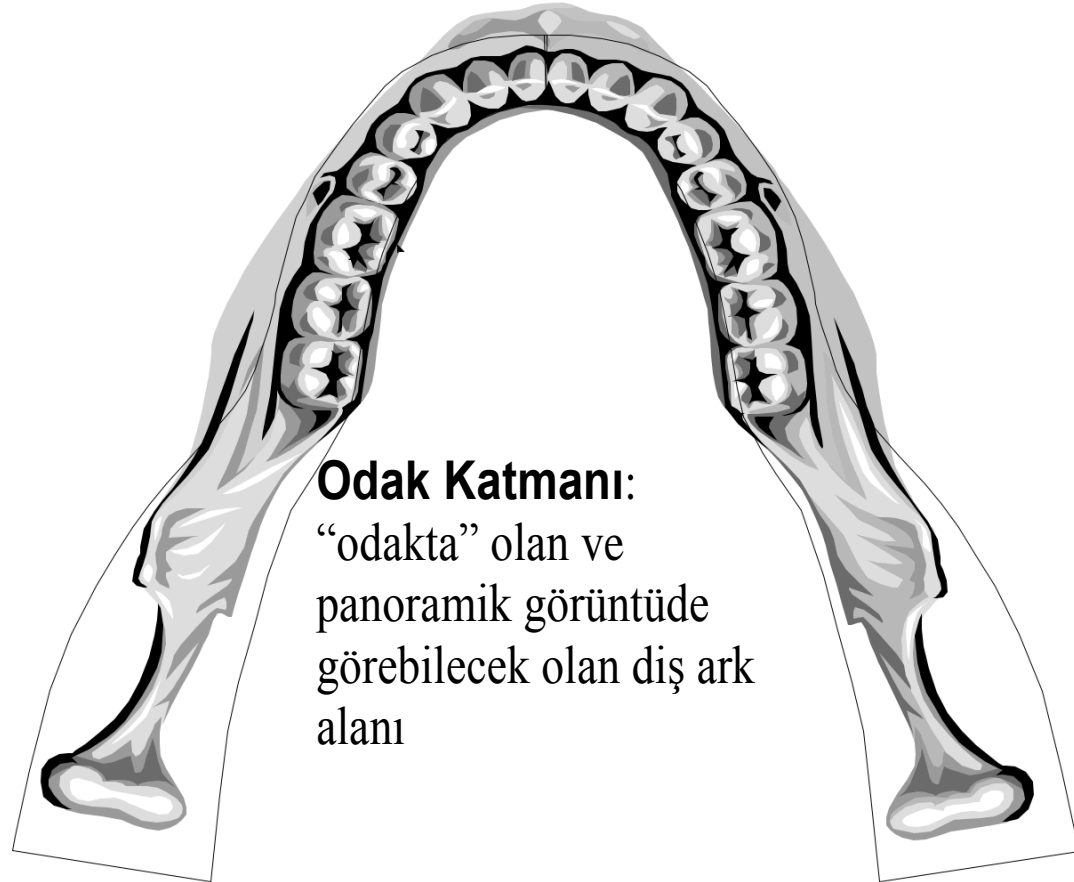 Odak Katmanı:
“odakta” olan ve
panoramik görüntüde
görebilecek olan diş ark
alanı